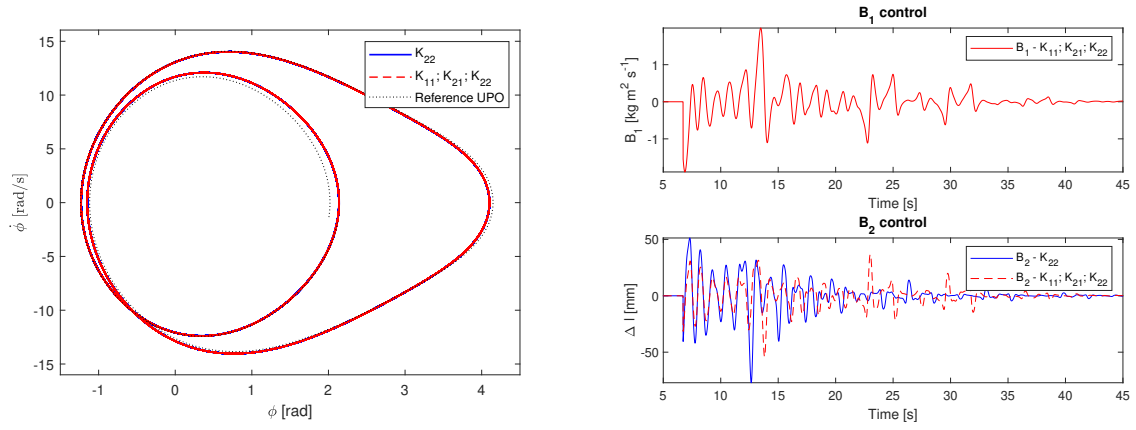 15
10
5
0
-5
-10
-15
-1
0
1
2
3
4
ϕ̇ [rad/s]
ϕ [rad]
K₂₂
K₁₁; K₂₁; K₂₂
Reference UPO
B₁ control
1
0
-1
B₁ [kg m² s⁻¹]
B₁ - K₁₁; K₂₁; K₂₂
5
10
15
20
25
30
35
40
45
Time [s]
B₂ control
50
0
-50
Δ l [mm]
B₂ - K₂₂
B₂ - K₁₁; K₂₁; K₂₂
5
10
15
20
25
30
35
40
45
Time [s]